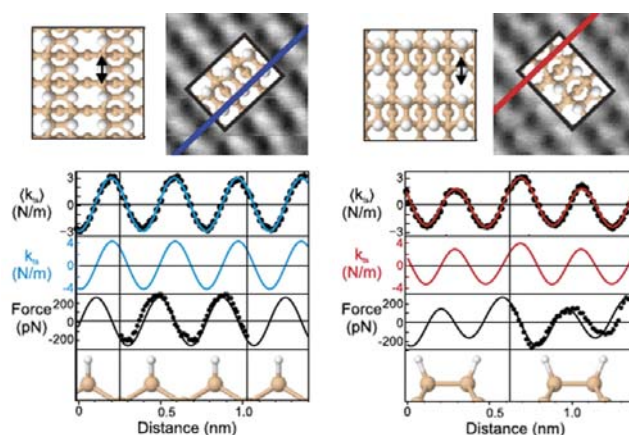 ⟨k_ts⟩
(N/m)
3
0
-3
k_ts
(N/m)
4
-4
Force
(pN)
200
0
-200
0
0.5
1.0
Distance (nm)
⟨k_ts⟩
(N/m)
3
0
-3
k_ts
(N/m)
4
-4
Force
(pN)
200
0
-200
0
0.5
1.0
Distance (nm)